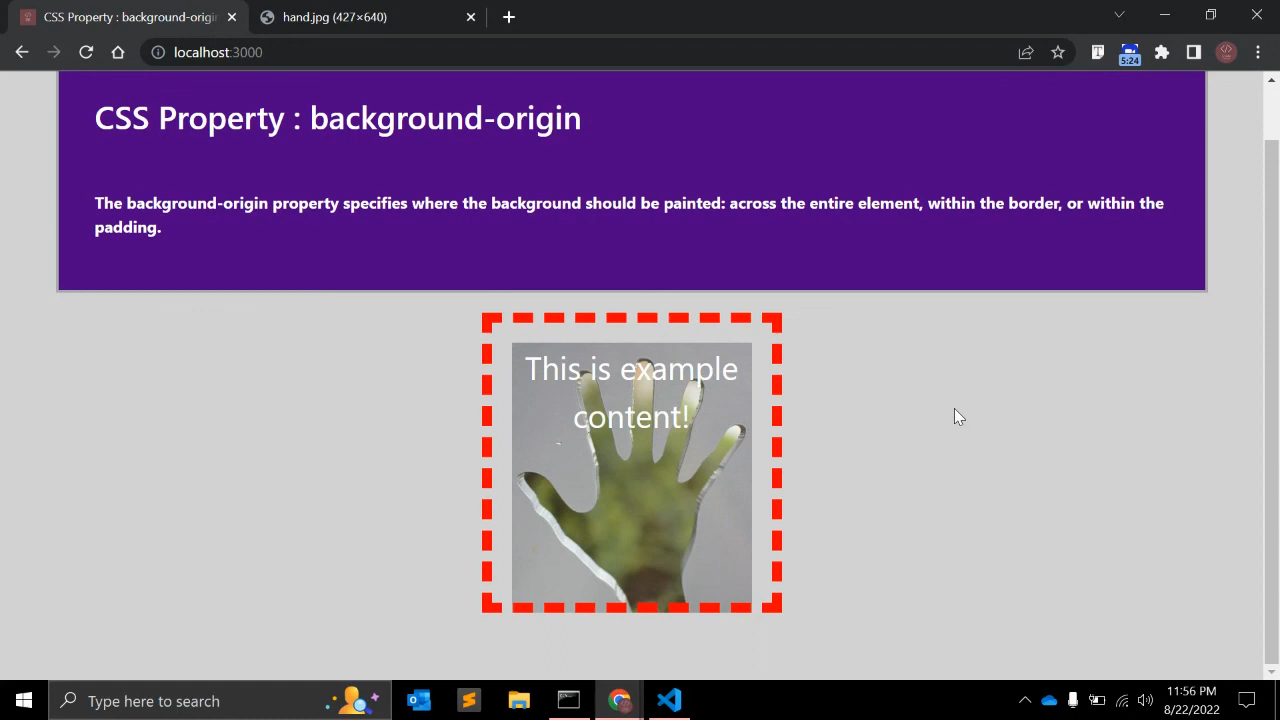 CSS Property : background-origin
hand.jpg (427×640)
localhost:3000
5:24
CSS Property : background-origin
The background-origin property specifies where the background should be painted: across the entire element, within the border, or within the
padding.
This is example
content!
Type here to search
11:56 PM
8/22/2022